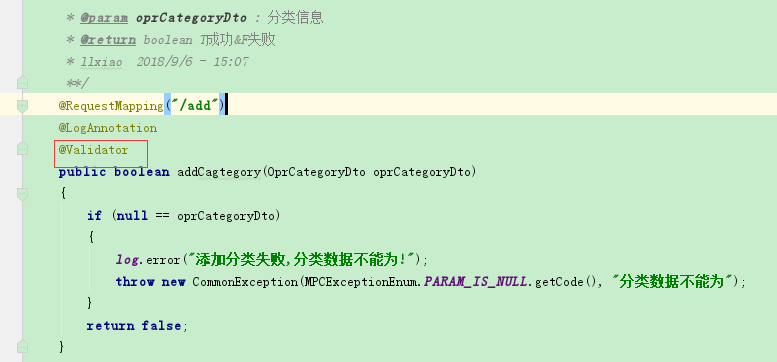 * @param oprCategoryDto : 分类信息
* @return boolean T成功&F失败
* llxiao  2018/9/6 - 15:07
**/
@RequestMapping("/add")
@LogAnnotation
@Validator
public boolean addCagtegory(OprCategoryDto oprCategoryDto)
{
if (null == oprCategoryDto)
{
log.error("添加分类失败,分类数据不能为!");
throw new CommonException(MPCExceptionEnum.PARAM_IS_NULL.getCode(), "分类数据不能为");
}
return false;
}